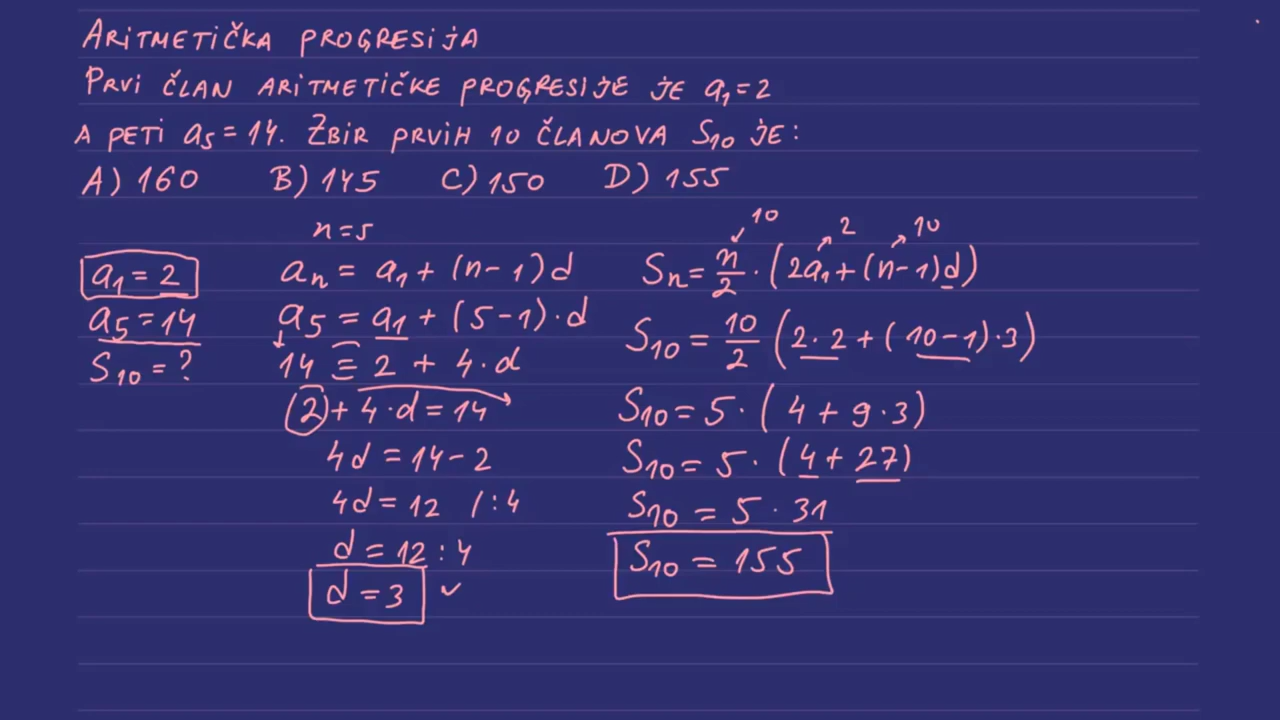 ARITMETIČKA PROGRESIJA
PRVI ČLAN ARITMETIČKE PROGRESIJE JE a₁=2
A PETI a₅=14. ZBIR PRVIH 10 ČLANOVA S₁₀ JE:
A) 160 B) 145 C) 150 D) 155
a₁ = 2
a₅ = 14
S₁₀ = ?
n = 5
aₙ = a₁ + (n-1)d
a₅ = a₁ + (5-1)·d
14 = 2 + 4·d
2 + 4·d = 14
4d = 14 - 2
4d = 12 /:4
d = 12 : 4
d = 3 ✓
10 2 10
Sₙ = n/2 · (2a₁ + (n-1)d)
S₁₀ = 10/2 (2·2 + (10-1)·3)
S₁₀ = 5 · (4 + 9·3)
S₁₀ = 5 · (4 + 27)
S₁₀ = 5 · 31
S₁₀ = 155